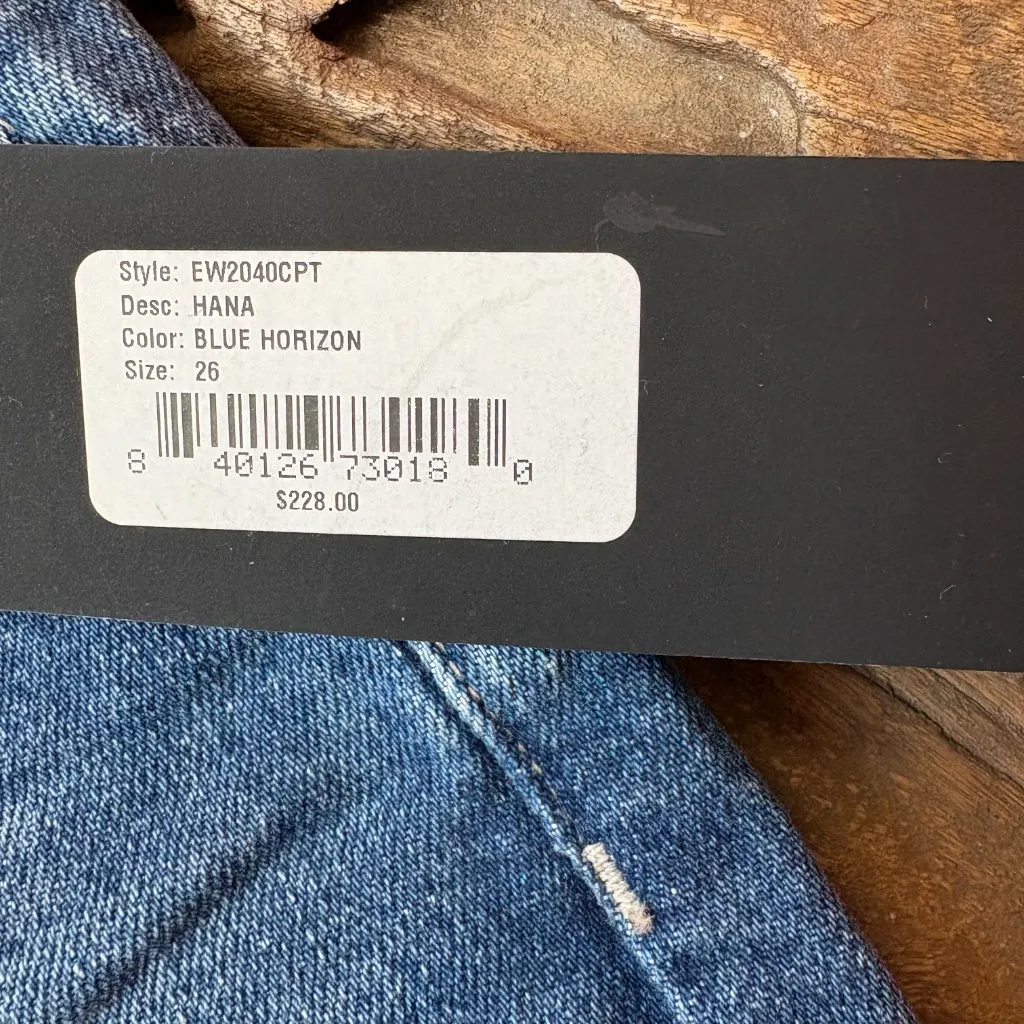 Style: EW2040CPT
Desc: HANA
Color: BLUE HORIZON
Size: 26
8 40126 73018 0
$228.00